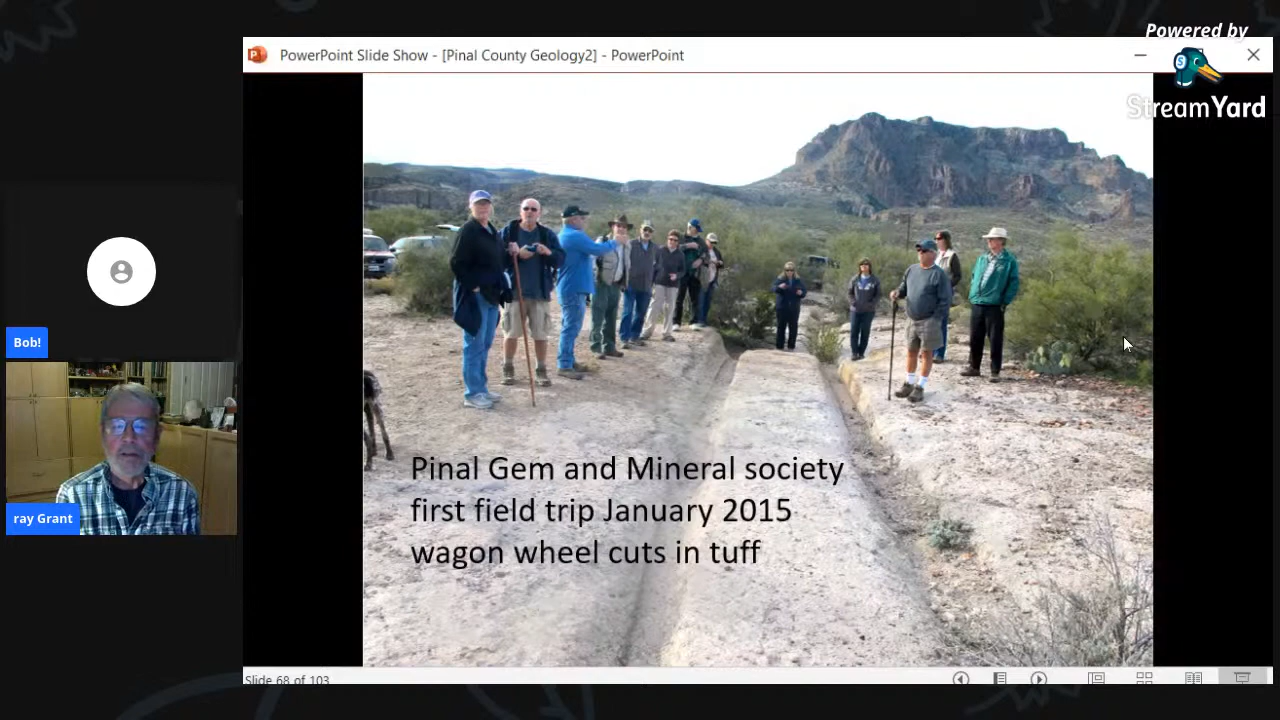 Powered by
StreamYard
PowerPoint Slide Show - [Pinal County Geology2] - PowerPoint
Bob!
ray Grant
Pinal Gem and Mineral society
first field trip January 2015
wagon wheel cuts in tuff
Slide 68 of 103